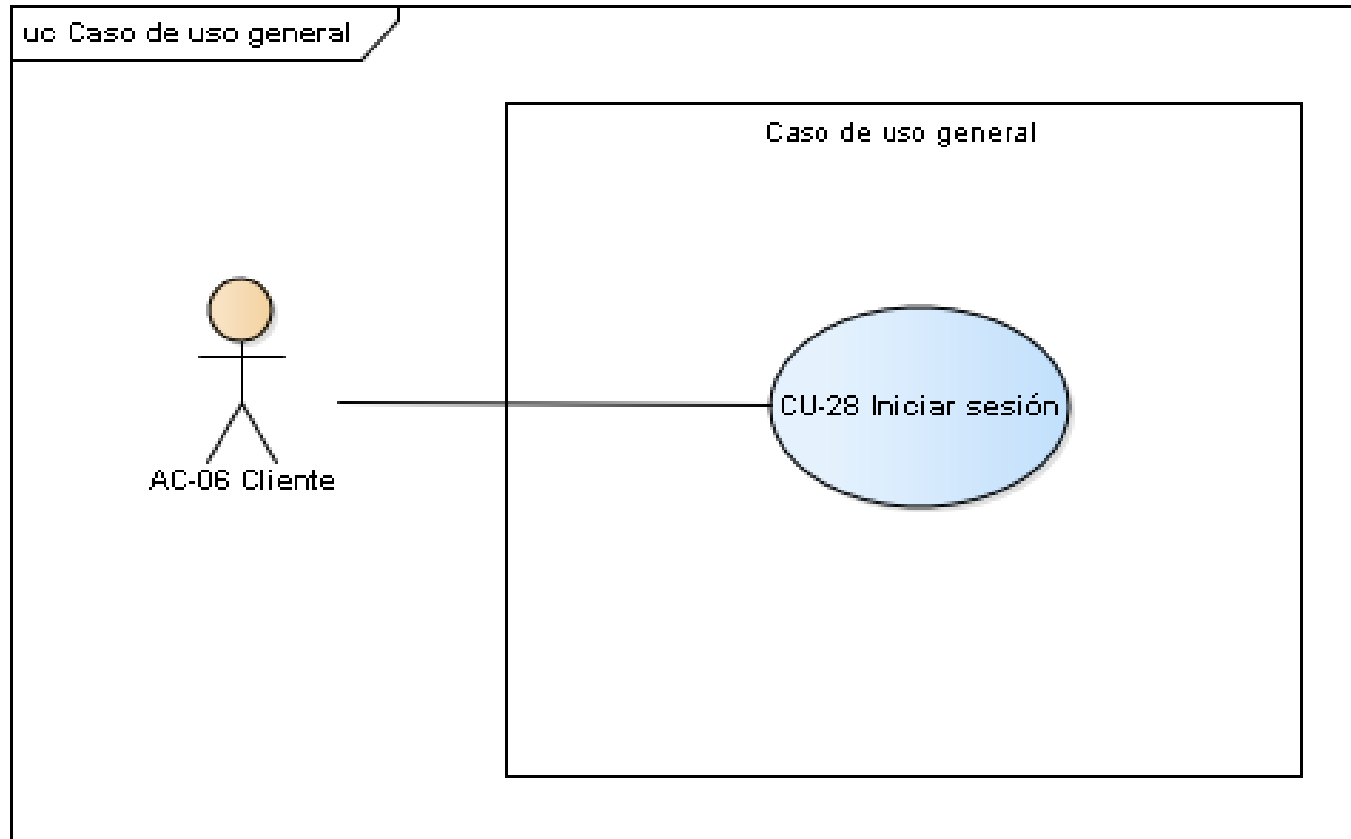 uc Caso de uso general
Caso de uso general
CU-28 Iniciar sesión
AC-06 Cliente